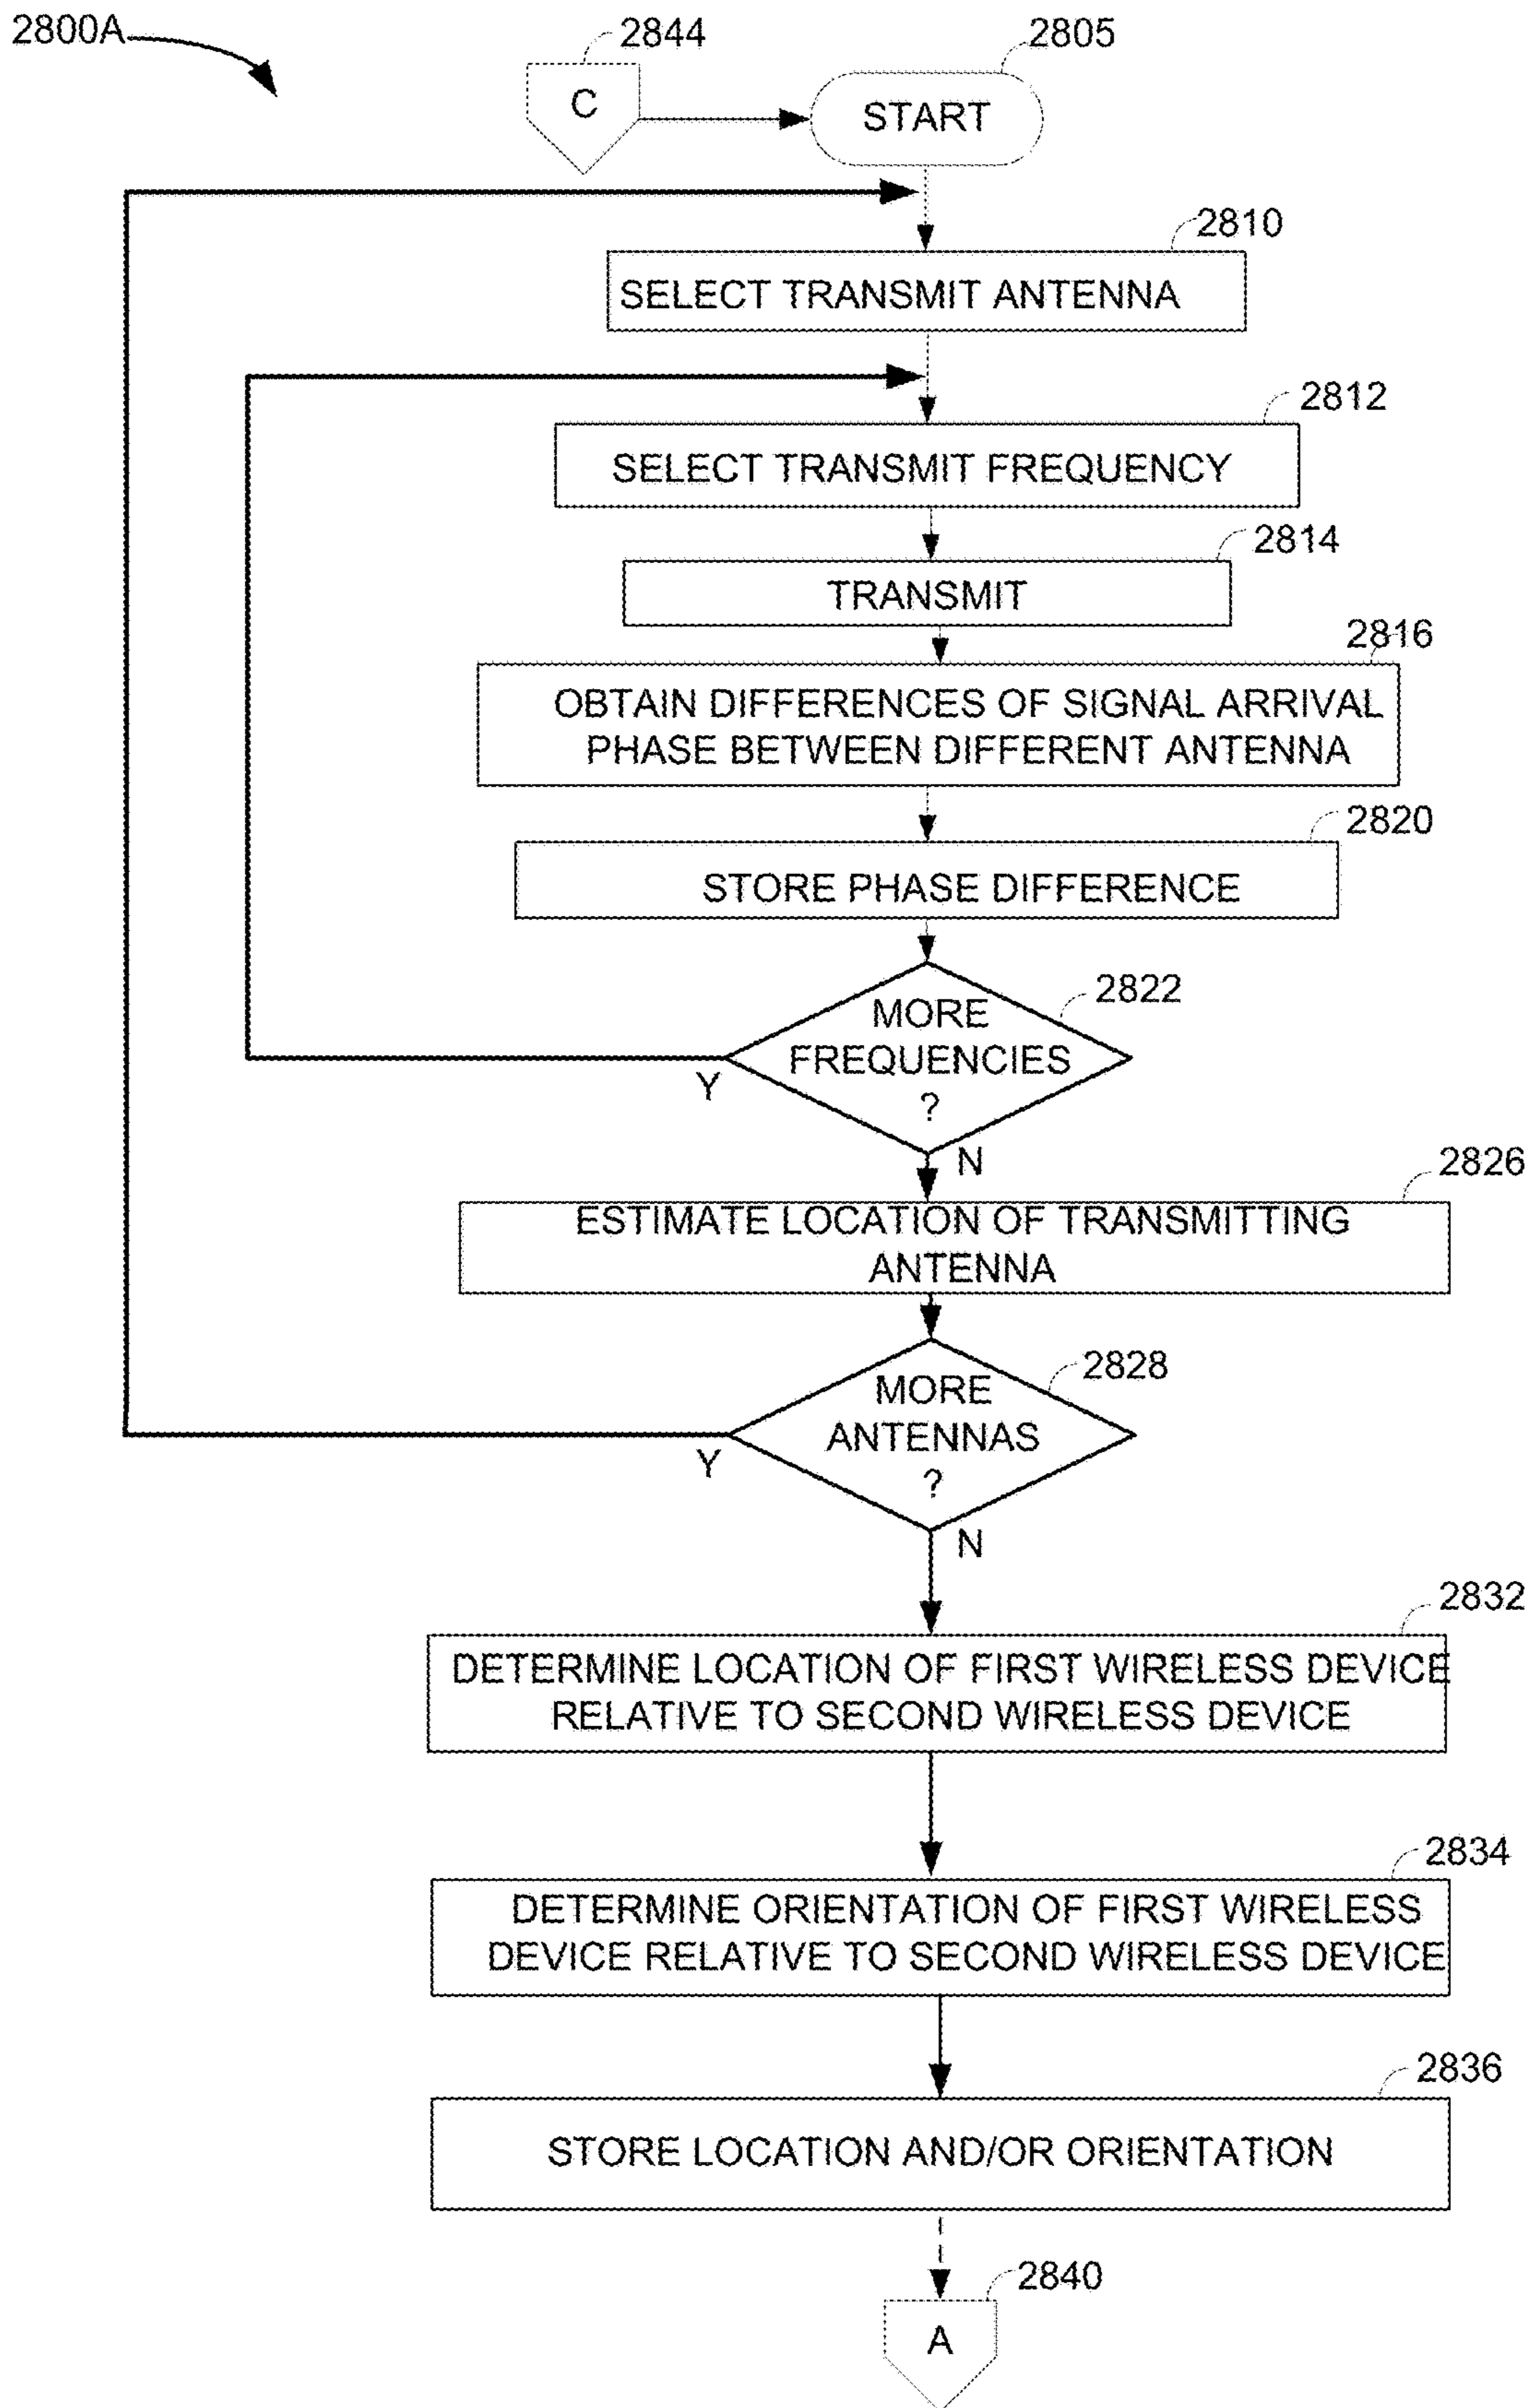 2800A
2844
2805
C
START
2810
SELECT TRANSMIT ANTENNA
2812
SELECT TRANSMIT FREQUENCY
2814
TRANSMIT
2816
OBTAIN DIFFERENCES OF SIGNAL ARRIVAL
PHASE BETWEEN DIFFERENT ANTENNA
2820
STORE PHASE DIFFERENCE
2822
MORE
FREQUENCIES
?
Y
N
2826
ESTIMATE LOCATION OF TRANSMITTING
ANTENNA
2828
MORE
ANTENNAS
?
Y
N
2832
DETERMINE LOCATION OF FIRST WIRELESS DEVICE
RELATIVE TO SECOND WIRELESS DEVICE
2834
DETERMINE ORIENTATION OF FIRST WIRELESS
DEVICE RELATIVE TO SECOND WIRELESS DEVICE
2836
STORE LOCATION AND/OR ORIENTATION
2840
A